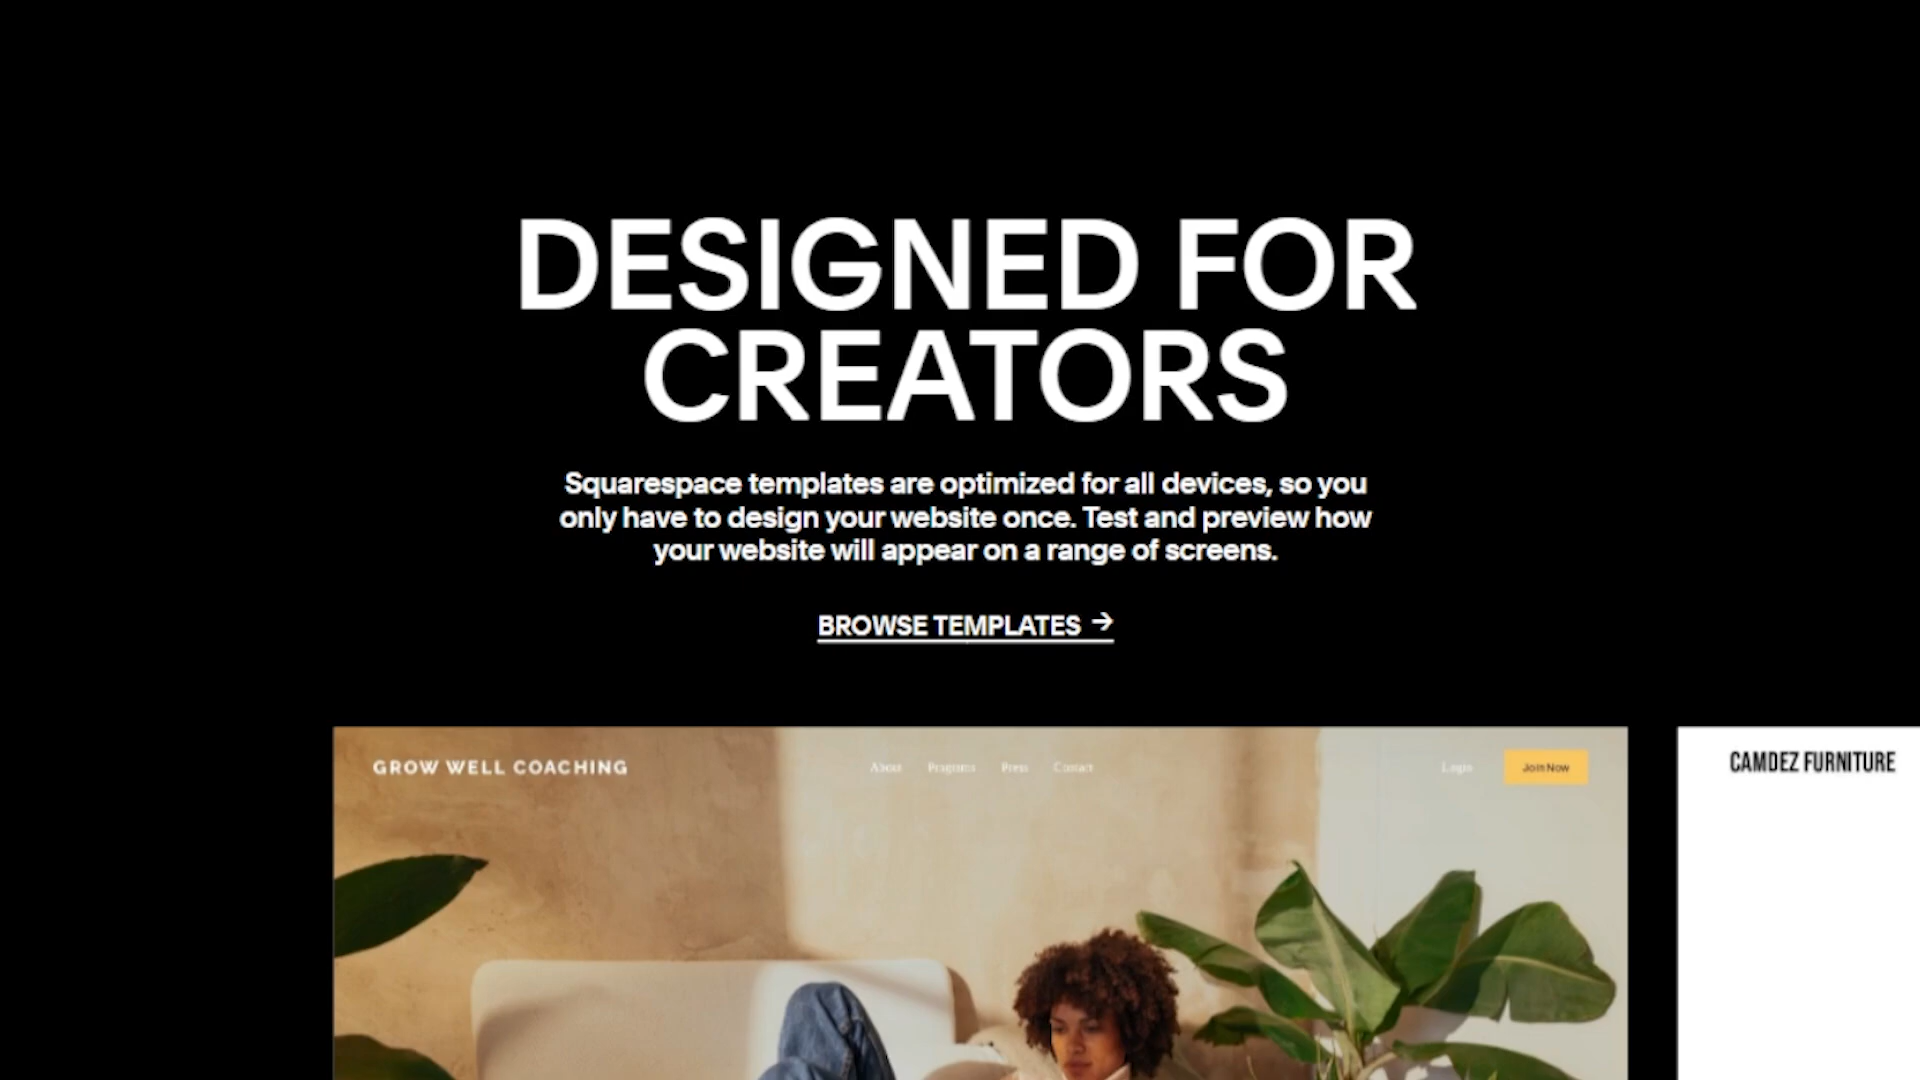 DESIGNED FOR
CREATORS
Squarespace templates are optimized for all devices, so you
only have to design your website once. Test and preview how
your website will appear on a range of screens.
BROWSE TEMPLATES →
GROW WELL COACHING
About Programs Press Contact
Login Join Now
CAMDEZ FURNITURE